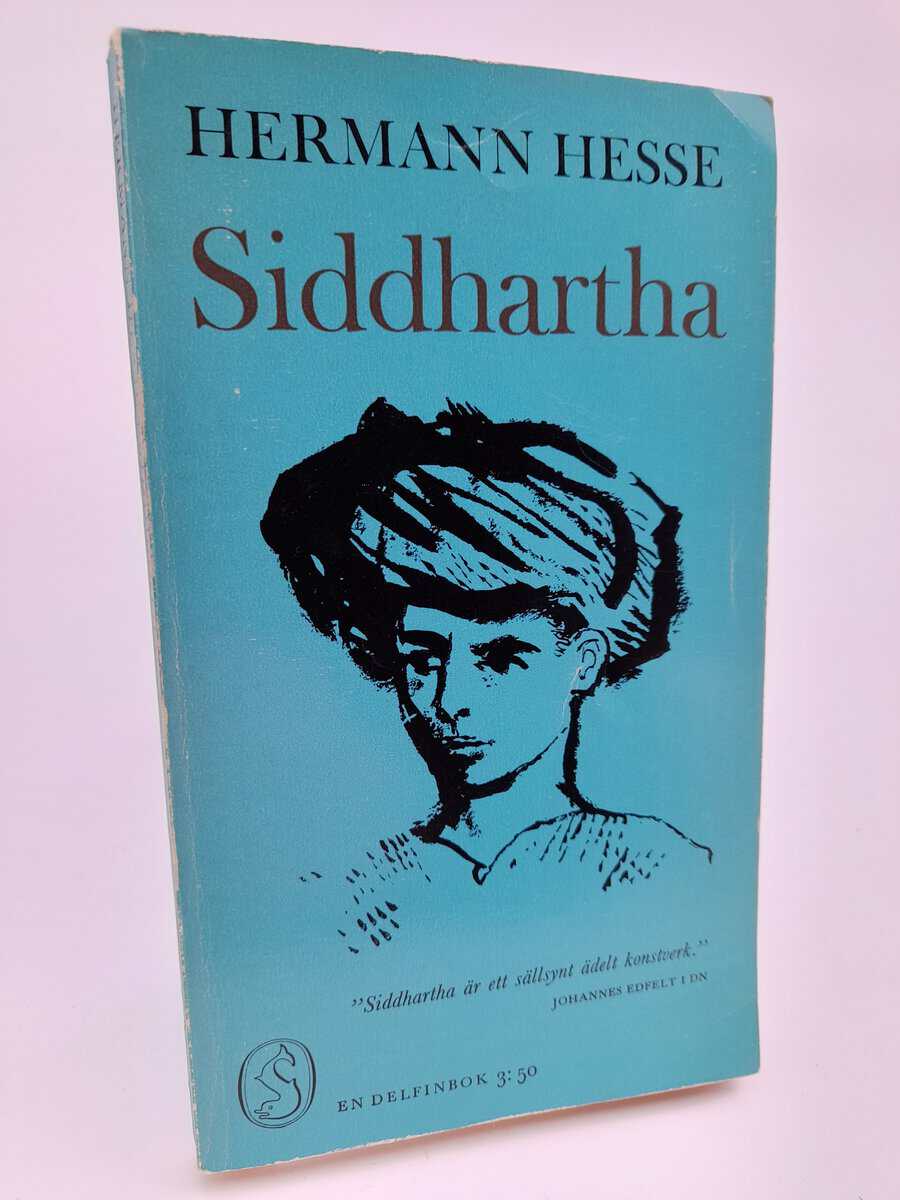 HERMANN HESSE
Siddhartha
”Siddhartha är ett sällsynt ädelt konstverk.”
JOHANNES EDFELT I DN
EN DELFINBOK 3:50